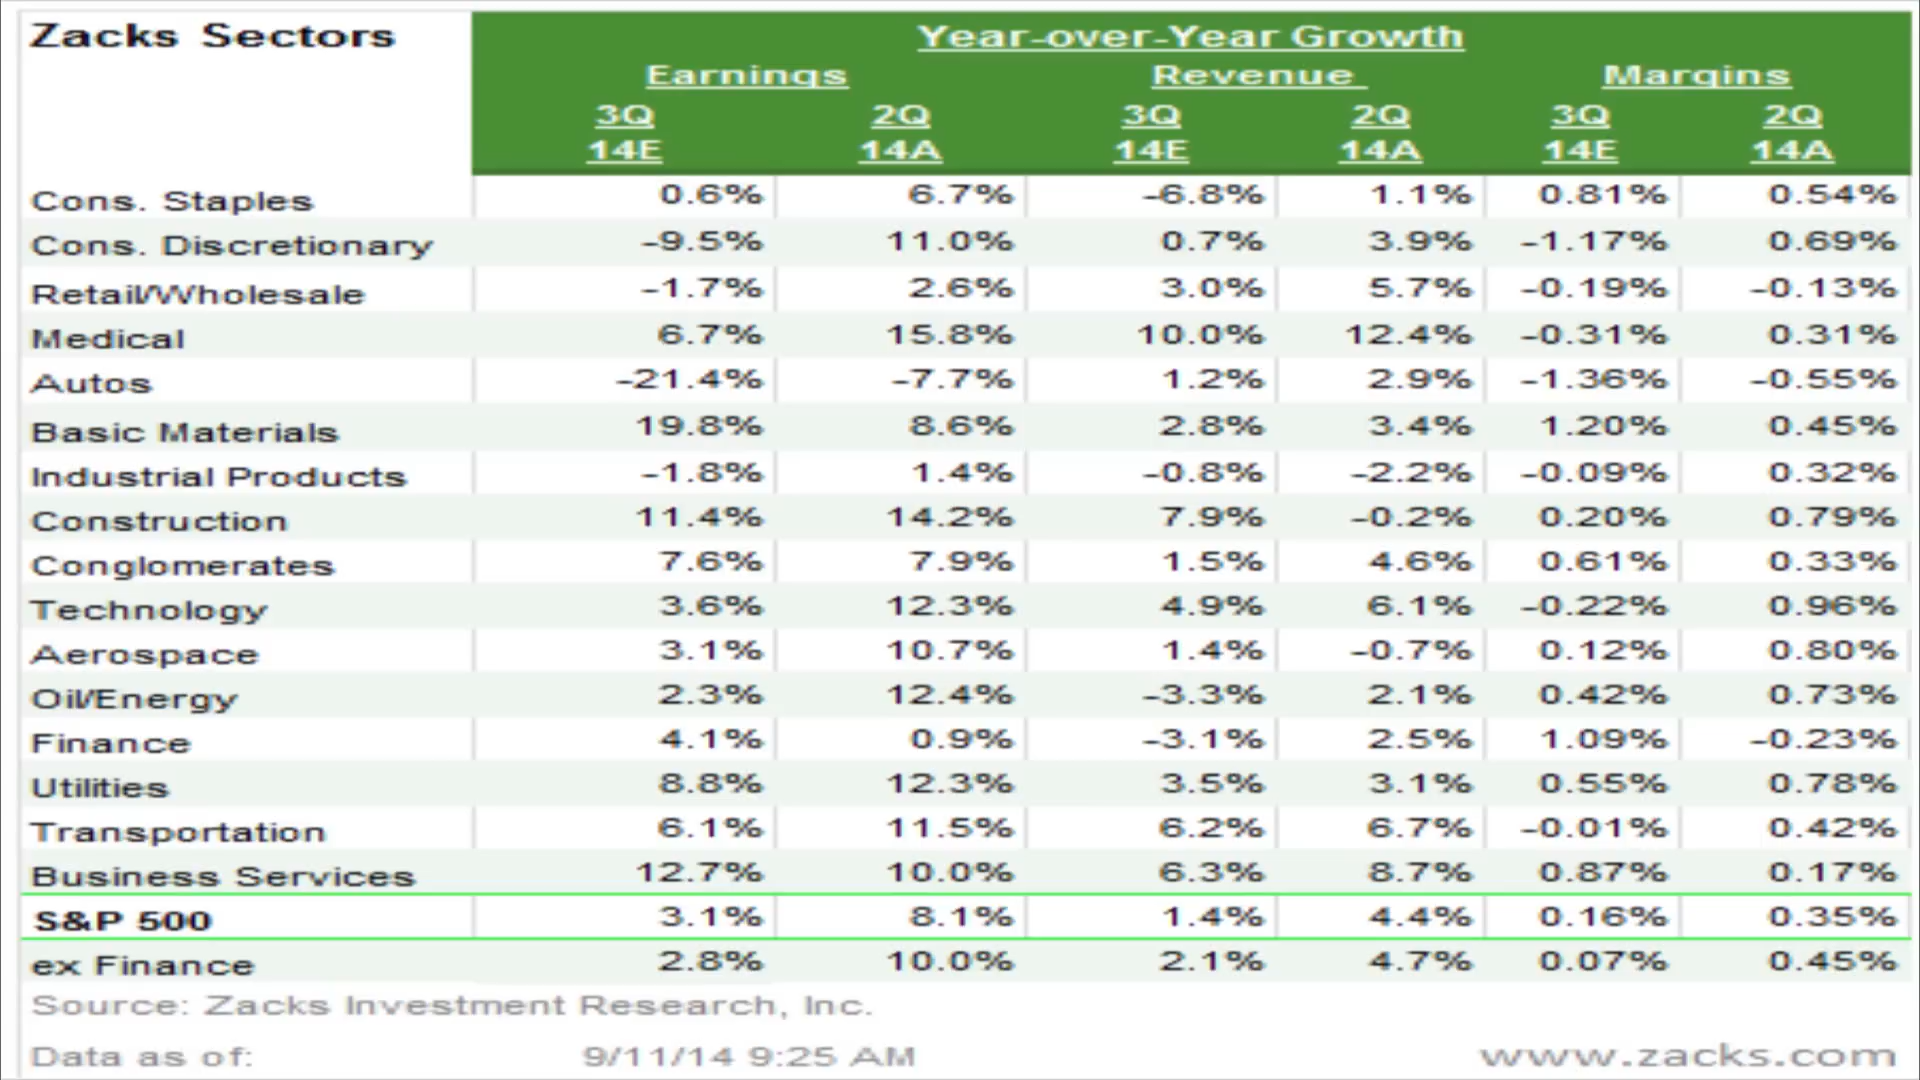 Zacks Sectors
Year-over-Year Growth
Earnings Revenue Margins
3Q 2Q 3Q 2Q 3Q 2Q
14E 14A 14E 14A 14E 14A
Cons. Staples 0.6% 6.7% -6.8% 1.1% 0.81% 0.54%
Cons. Discretionary -9.5% 11.0% 0.7% 3.9% -1.17% 0.69%
Retail/Wholesale -1.7% 2.6% 3.0% 5.7% -0.19% -0.13%
Medical 6.7% 15.8% 10.0% 12.4% -0.31% 0.31%
Autos -21.4% -7.7% 1.2% 2.9% -1.36% -0.55%
Basic Materials 19.8% 8.6% 2.8% 3.4% 1.20% 0.45%
Industrial Products -1.8% 1.4% -0.8% -2.2% -0.09% 0.32%
Construction 11.4% 14.2% 7.9% -0.2% 0.20% 0.79%
Conglomerates 7.6% 7.9% 1.5% 4.6% 0.61% 0.33%
Technology 3.6% 12.3% 4.9% 6.1% -0.22% 0.96%
Aerospace 3.1% 10.7% 1.4% -0.7% 0.12% 0.80%
Oil/Energy 2.3% 12.4% -3.3% 2.1% 0.42% 0.73%
Finance 4.1% 0.9% -3.1% 2.5% 1.09% -0.23%
Utilities 8.8% 12.3% 3.5% 3.1% 0.55% 0.78%
Transportation 6.1% 11.5% 6.2% 6.7% -0.01% 0.42%
Business Services 12.7% 10.0% 6.3% 8.7% 0.87% 0.17%
S&P 500 3.1% 8.1% 1.4% 4.4% 0.16% 0.35%
ex Finance 2.8% 10.0% 2.1% 4.7% 0.07% 0.45%
Source: Zacks Investment Research, Inc.
Data as of: 9/11/14 9:25 AM www.zacks.com